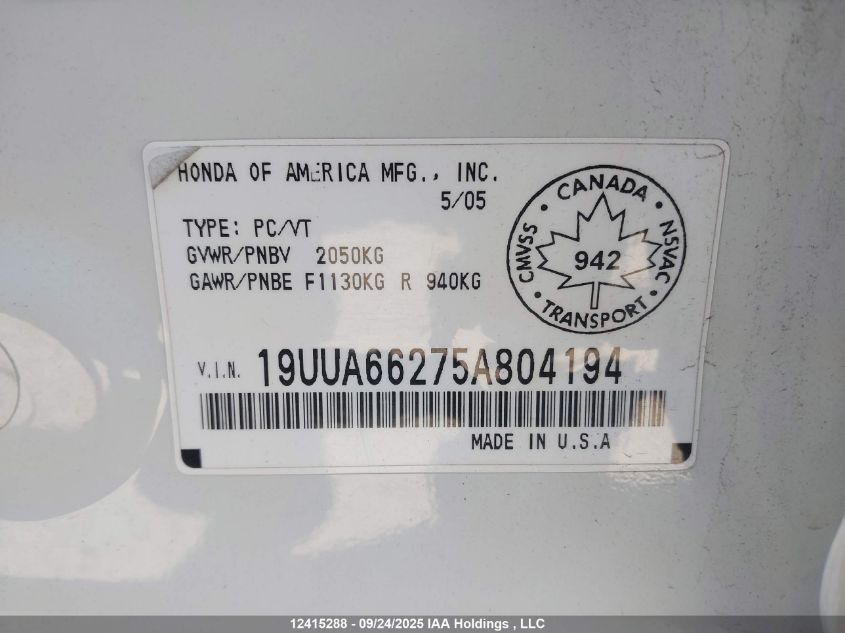 HONDA OF AMERICA MFG., INC.
5/05
TYPE: PC/VT
GVWR/PNBV 2050KG
GAWR/PNBE F1130KG R 940KG
CANADA
CMVSS
NSVAC
942
TRANSPORT
V.I.N. 19UUA66275A804194
MADE IN U.S.A
12415288 - 09/24/2025 IAA Holdings , LLC